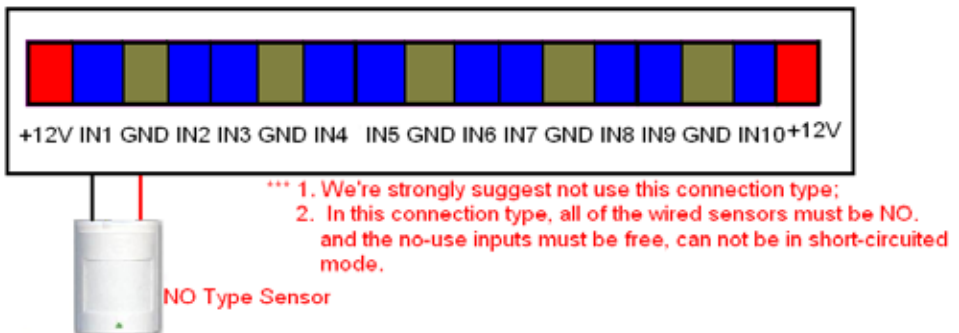 +12V IN1 GND IN2 IN3 GND IN4 IN5 GND IN6 IN7 GND IN8 IN9 GND IN10 +12V
*** 1. We're strongly suggest not use this connection type;
2. In this connection type, all of the wired sensors must be NO.
and the no-use inputs must be free, can not be in short-circuited
mode.
NO Type Sensor